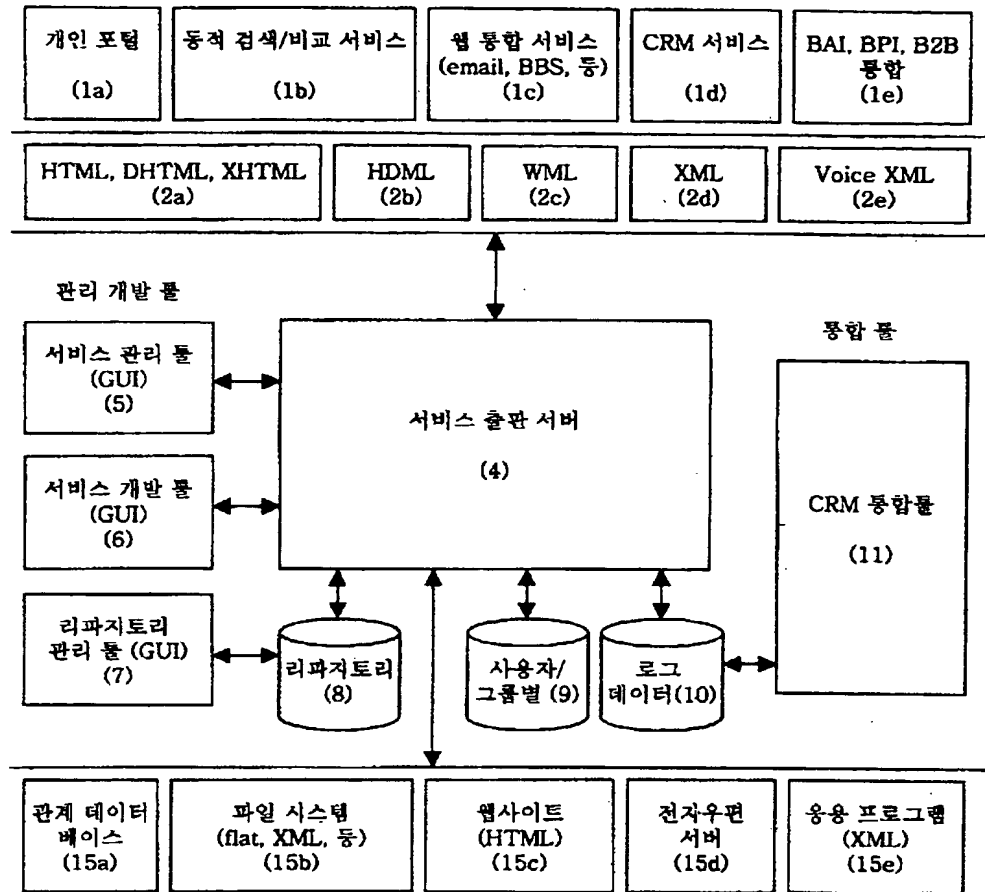 개인 포털
(1a)
동적 검색/비교 서비스
(1b)
웹 통합 서비스
(email, BBS, 등)
(1c)
CRM 서비스
(1d)
BAI, BPI, B2B
통합
(1e)
HTML, DHTML, XHTML
(2a)
HDML
(2b)
WML
(2c)
XML
(2d)
Voice XML
(2e)
관리 개발 툴
서비스 관리 툴
(GUI)
(5)
서비스 개발 툴
(GUI)
(6)
리파지토리
관리 툴 (GUI)
(7)
서비스 출판 서버
(4)
통합 툴
CRM 통합툴
(11)
리파지토리
(8)
사용자/
그룹별 (9)
로그
데이터(10)
관계 데이터
베이스
(15a)
파일 시스템
(flat, XML, 등)
(15b)
웹사이트
(HTML)
(15c)
전자우편
서버
(15d)
응용 프로그램
(XML)
(15e)